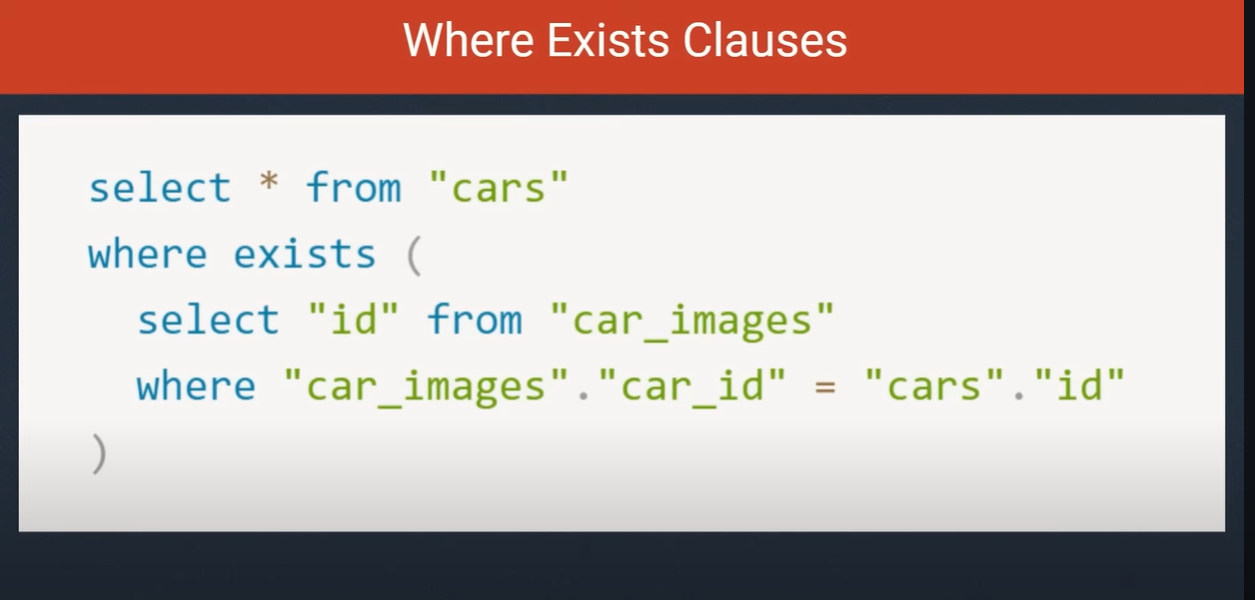 Where Exists Clauses
select * from "cars"
where exists (
select "id" from "car_images"
where "car_images"."car_id" = "cars"."id"
)